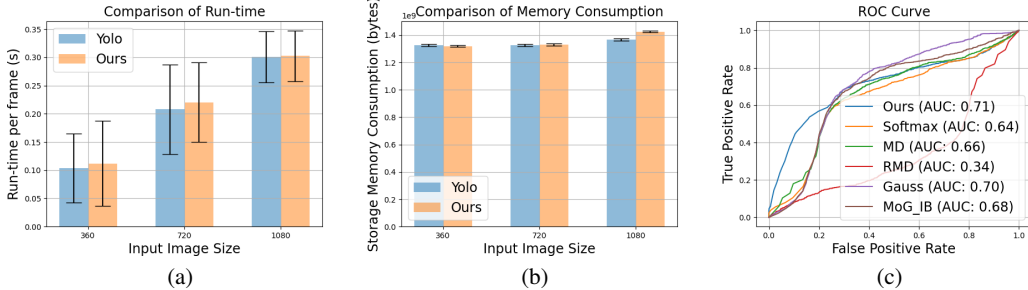 Comparison of Run-time
Run-time per frame (s)
0.35
0.30
0.25
0.20
0.15
0.10
0.05
0.00
Yolo
Ours
360
720
1080
Input Image Size
(a)
Comparison of Memory Consumption
1e9
Storage Memory Consumption (bytes)
1.4
1.2
1.0
0.8
0.6
0.4
0.2
0.0
Yolo
Ours
360
720
1080
Input Image Size
(b)
ROC Curve
True Positive Rate
1.0
0.8
0.6
0.4
0.2
0.0
Ours (AUC: 0.71)
Softmax (AUC: 0.64)
MD (AUC: 0.66)
RMD (AUC: 0.34)
Gauss (AUC: 0.70)
MoG_IB (AUC: 0.68)
0.0
0.2
0.4
0.6
0.8
1.0
False Positive Rate
(c)